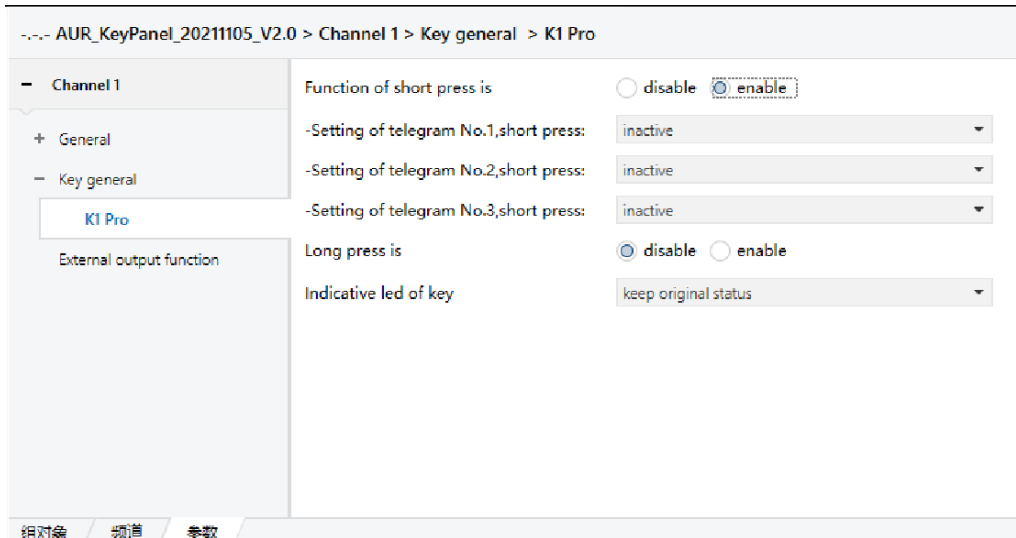 -.-.- AUR_KeyPanel_20211105_V2.0 > Channel 1 > Key general > K1 Pro
Channel 1
General
Key general
K1 Pro
External output function
Function of short press is disable enable
-Setting of telegram No.1,short press: inactive
-Setting of telegram No.2,short press: inactive
-Setting of telegram No.3,short press: inactive
Long press is disable enable
Indicative led of key keep original status
组对象 频道 参数